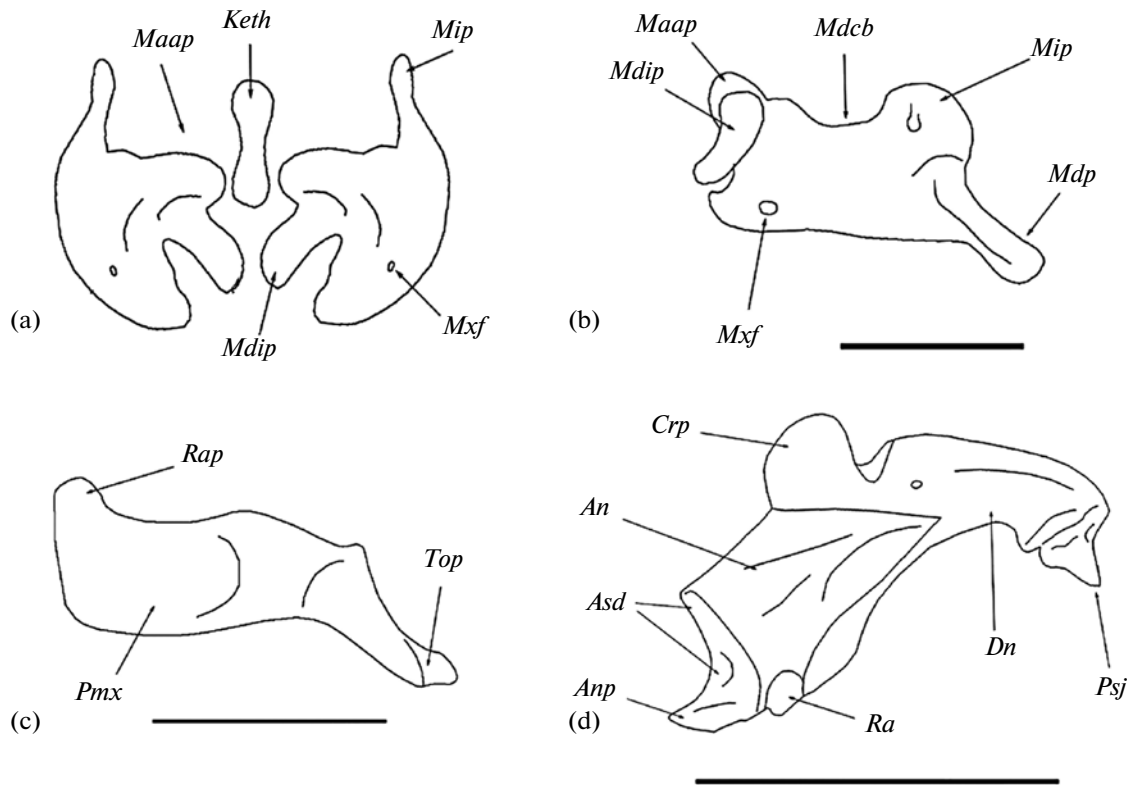 Maap
Keth
Mip
(a)
Mdip
Mxf
Maap
Mdcb
Mip
Mdip
Mdp
(b)
Mxf
Rap
Top
Pmx
(c)
Crp
An
Asd
Anp
(d)
Ra
Dn
Psj